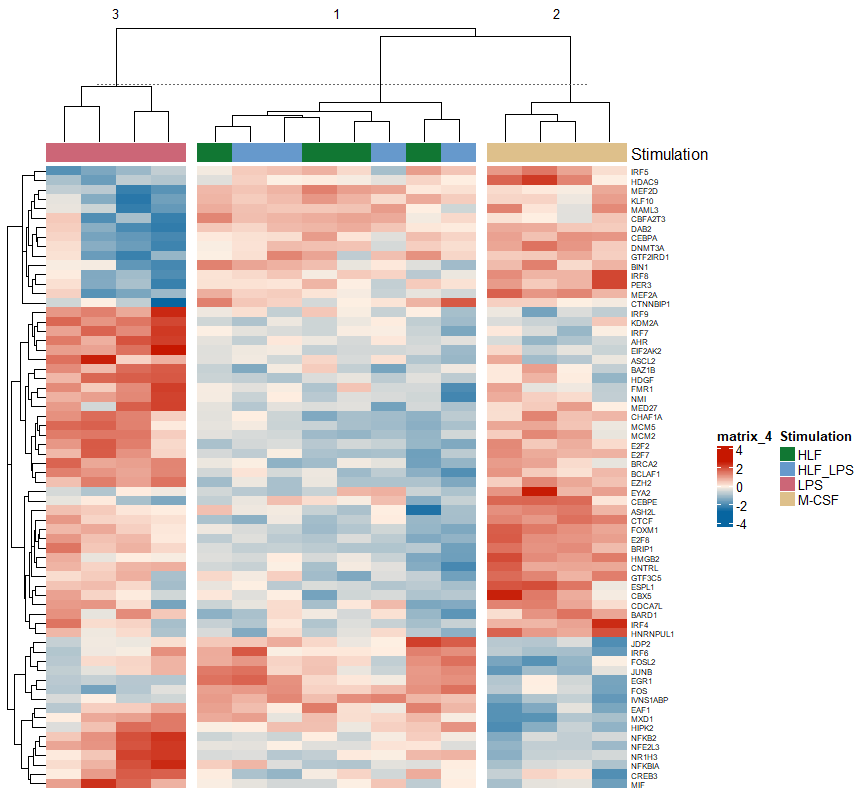 3 1 2
Stimulation
IRF5
HDAC9
MEF2D
KLF10
MAML3
CBFA2T3
DAB2
CEBPA
DNMT3A
GTF2IRD1
BIN1
IRF8
PER3
MEF2A
CTNNBIP1
IRF9
KDM2A
IRF7
AHR
EIF2AK2
ASCL2
BAZ1B
HDGF
FMR1
NMI
MED27
CHAF1A
MCM5
MCM2
E2F2
E2F7
BRCA2
BCLAF1
EZH2
EYA2
CEBPE
ASH2L
CTCF
FOXM1
E2F8
BRIP1
HMGB2
CNTRL
GTF3C5
ESPL1
CBX5
CDCA7L
BARD1
IRF4
HNRNPUL1
JDP2
IRF6
FOSL2
JUNB
EGR1
FOS
IVNS1ABP
EAF1
MXD1
HIPK2
NFKB2
NFE2L3
NR1H3
NFKBIA
CREB3
MIF
matrix_4
4
2
0
-2
-4
Stimulation
HLF
HLF_LPS
LPS
M-CSF